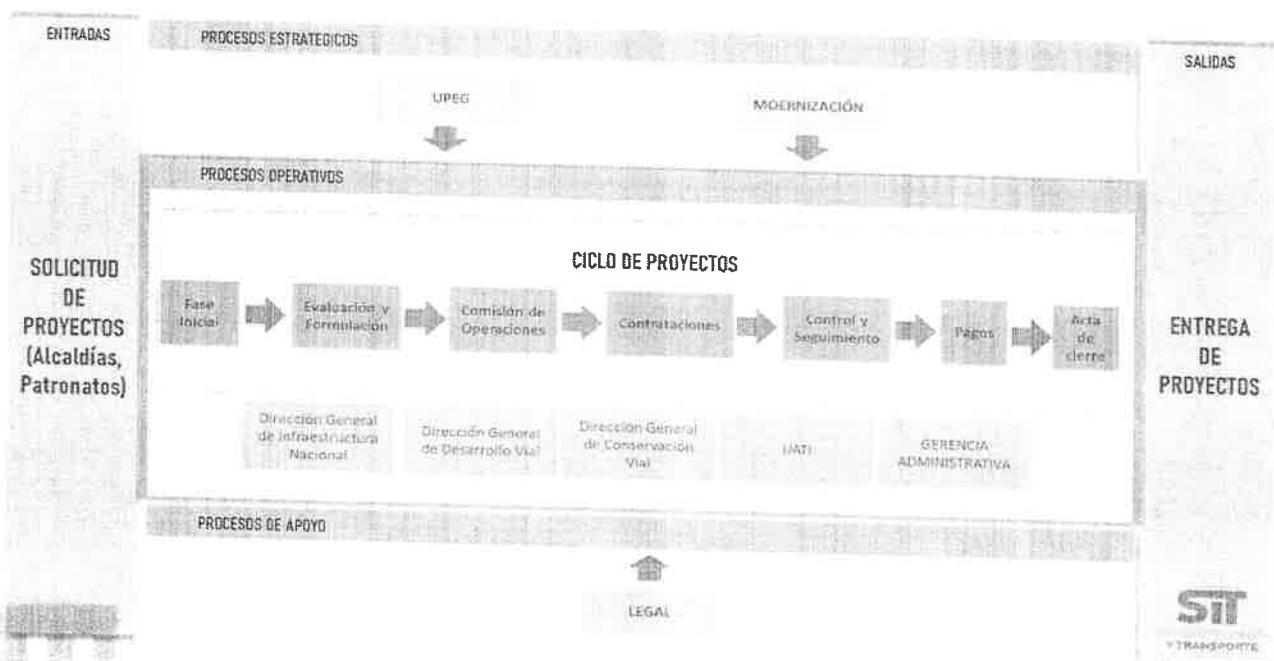 ENTRADAS
PROCESOS ESTRATEGICOS
SALIDAS
UPEG
MOERNIZACIÓN
PROCESOS OPERATIVOS
CICLO DE PROYECTOS
SOLICITUD
DE
PROYECTOS
(Alcaldías,
Patronatos)
Fase
Inicial
Evaluación y
Formulación
Comisión de
Operaciones
Contrataciones
Control y
Seguimiento
Pagos
Acta
de
cierre
ENTREGA
DE
PROYECTOS
Dirección General
de Infraestructura
Nacional
Dirección General
de Desarrollo Vial
Dirección General
de Conservación
Vial
GERENCIA
ADMINISTRATIVA
PROCESOS DE APOYO
LEGAL
SIT
Y TRANSPORTE